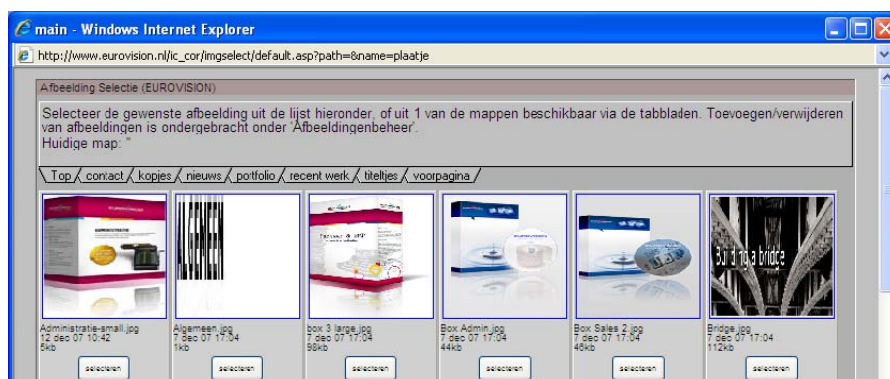 main - Windows Internet Explorer
http://www.eurovision.nl/ic_cor/imgselect/default.asp?path=&name=plaatje
Afbeelding Selectie (EUROVISION)
Selecteer de gewenste afbeelding uit de lijst hieronder, of uit 1 van de mappen beschikbaar via de tabbladen. Toevoegen/verwijderen
van afbeeldingen is ondergebracht onder 'Afbeeldingenbeheer'.
Huidige map: ''
Top contact kopjes nieuws portfolio recent werk titeltjes voorpagina
ALGEMEEN
Building a bridge
Administratie-small.jpg Algemeen.jpg box 3 large.jpg Box Admin.jpg Box Sales 2.jpg Bridge.jpg
12 dec 07 10:42 7 dec 07 17:04 7 dec 07 17:04 7 dec 07 17:04 7 dec 07 17:04 7 dec 07 17:04
5kb 1kb 98kb 44kb 46kb 112kb
selecteren selecteren selecteren selecteren selecteren selecteren